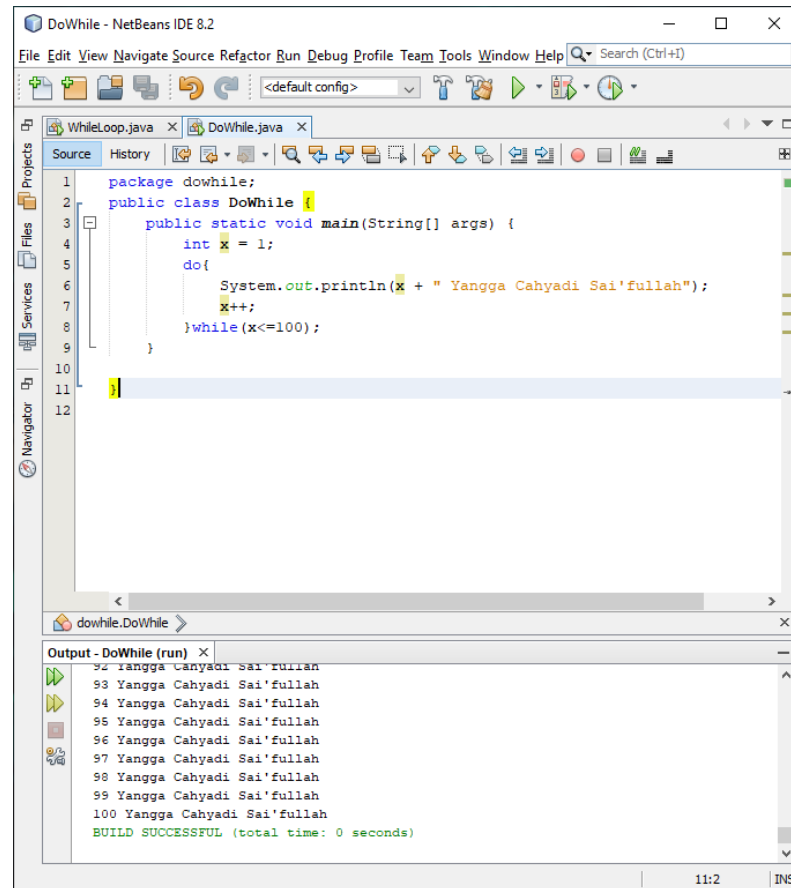 DoWhile - NetBeans IDE 8.2
File Edit View Navigate Source Refactor Run Debug Profile Team Tools Window Help Search (Ctrl+I)
<default config>
WhileLoop.java DoWhile.java
Source History
Projects
Files
Services
Navigator
1 package dowhile;
2 public class DoWhile {
3 public static void main(String[] args) {
4 int x = 1;
5 do{
6 System.out.println(x + " Yangga Cahyadi Sai'fullah");
7 x++;
8 }while(x<=100);
9 }
10
11 }
12
dowhile.DoWhile
Output - DoWhile (run)
92 Yangga Cahyadi Sai'fullah
93 Yangga Cahyadi Sai'fullah
94 Yangga Cahyadi Sai'fullah
95 Yangga Cahyadi Sai'fullah
96 Yangga Cahyadi Sai'fullah
97 Yangga Cahyadi Sai'fullah
98 Yangga Cahyadi Sai'fullah
99 Yangga Cahyadi Sai'fullah
100 Yangga Cahyadi Sai'fullah
BUILD SUCCESSFUL (total time: 0 seconds)
11:2 INS